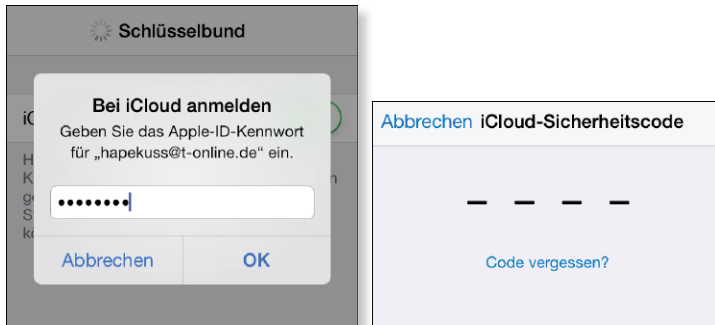 Schlüsselbund
Bei iCloud anmelden
Geben Sie das Apple-ID-Kennwort
für „hapekuss@t-online.de“ ein.
••••••••
Abbrechen OK
Abbrechen iCloud-Sicherheitscode
Code vergessen?